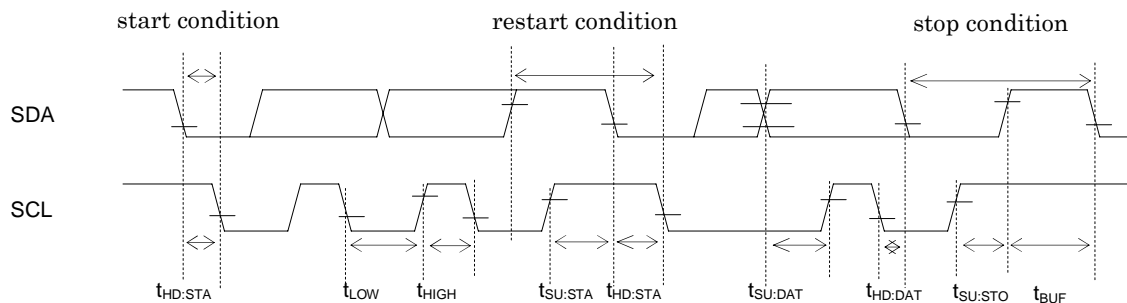 start condition restart condition stop condition
SDA
SCL
tHD:STA tLOW tHIGH tSU:STA tHD:STA tSU:DAT tHD:DAT tSU:STO tBUF